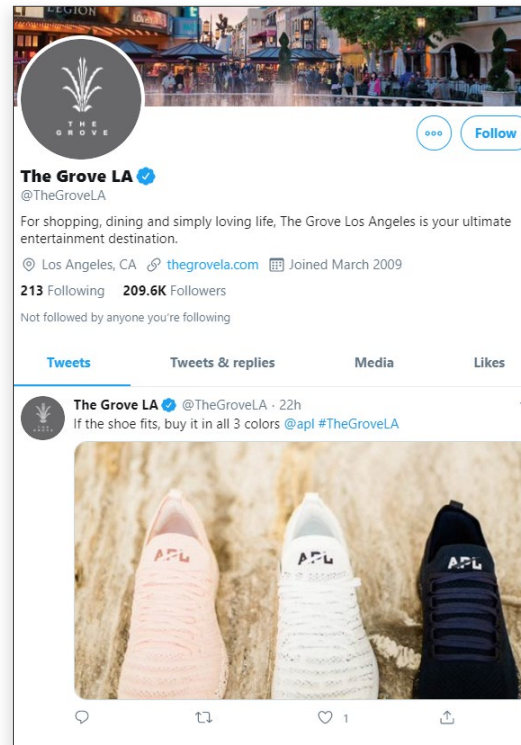 LEGION
THE
GROVE
Follow
The Grove LA
@TheGroveLA
For shopping, dining and simply loving life, The Grove Los Angeles is your ultimate
entertainment destination.
Los Angeles, CA thegrovela.com Joined March 2009
213 Following 209.6K Followers
Not followed by anyone you're following
Tweets Tweets & replies Media Likes
The Grove LA @TheGroveLA · 22h
If the shoe fits, buy it in all 3 colors @apl #TheGroveLA
APL APL APL
1